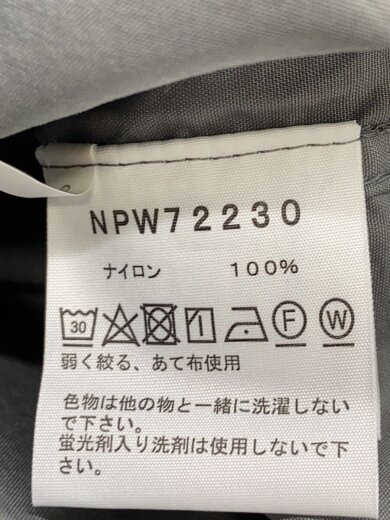 NPW72230
ナイロン 100%
30 F W
弱く絞る、あて布使用
色物は他の物と一緒に洗濯しない
で下さい。
蛍光剤入り洗剤は使用しないで下
さい。